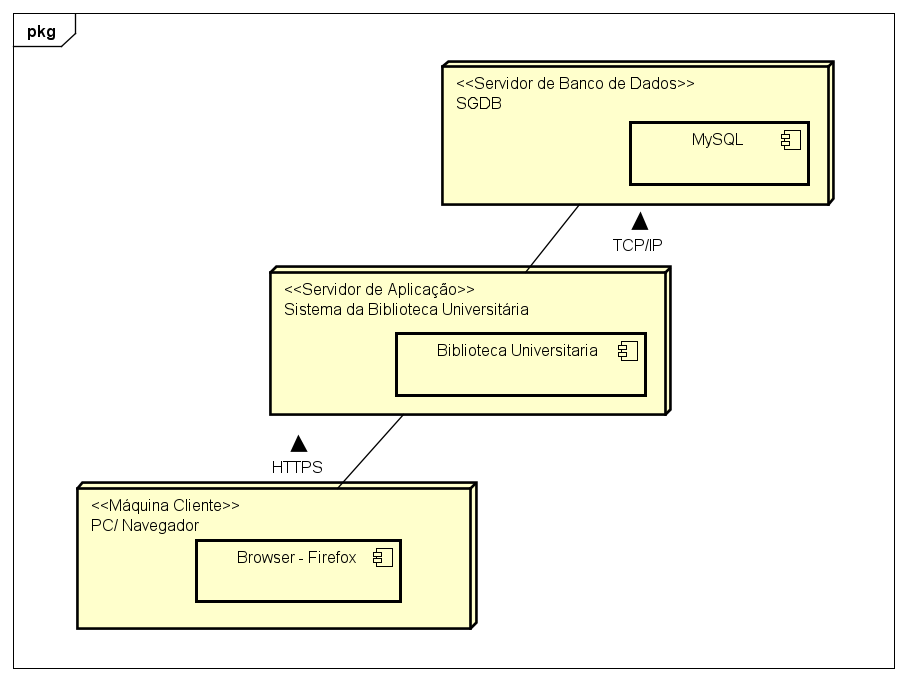 pkg
<<Servidor de Banco de Dados>>
SGDB
MySQL
TCP/IP
<<Servidor de Aplicação>>
Sistema da Biblioteca Universitária
Biblioteca Universitaria
HTTPS
<<Máquina Cliente>>
PC/ Navegador
Browser - Firefox